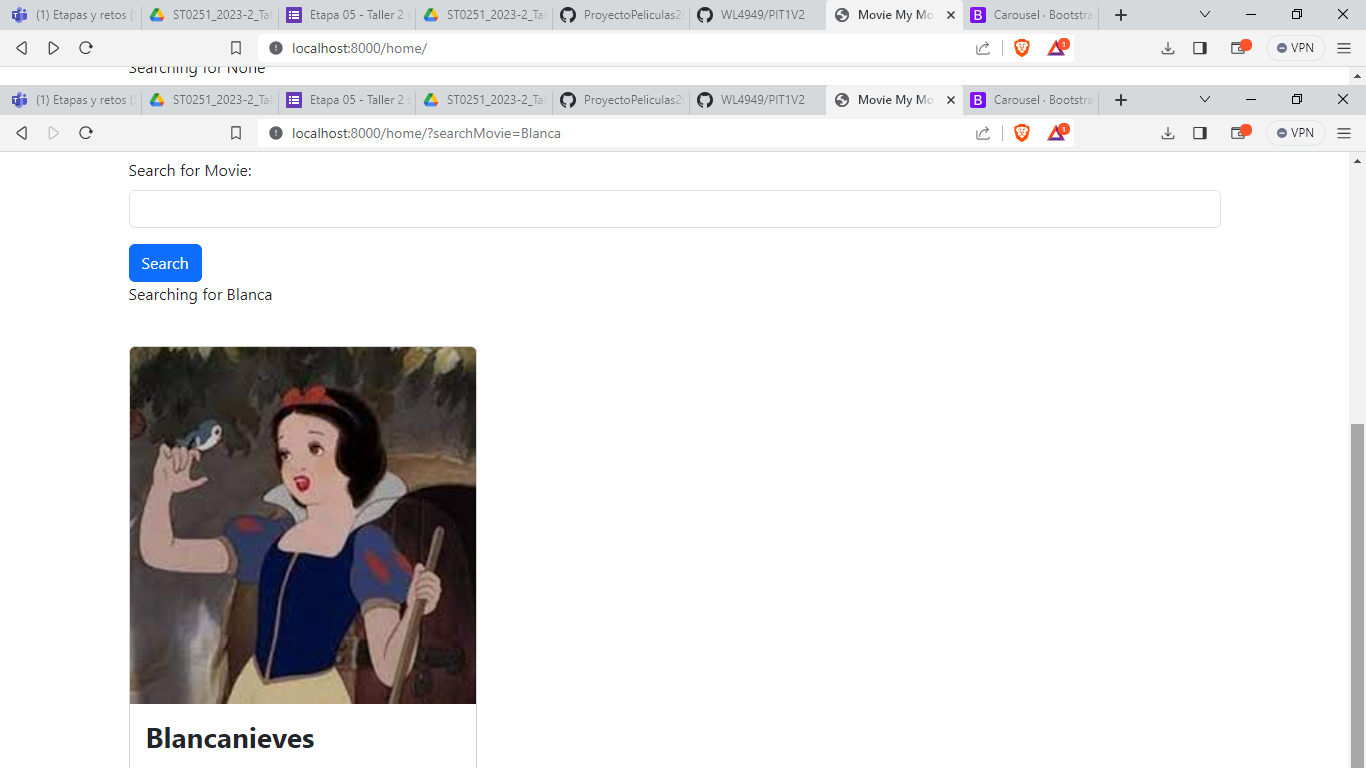 (1) Etapas y retos (S
ST0251_2023-2_Tal
Etapa 05 - Taller 2 s
ST0251_2023-2_Tal
ProyectoPeliculas2
WL4949/PIT1V2
Movie My Mo
Carousel · Bootstra
localhost:8000/home/
1
VPN
Searching for None
(1) Etapas y retos (S
ST0251_2023-2_Tal
Etapa 05 - Taller 2 s
ST0251_2023-2_Tal
ProyectoPeliculas2
WL4949/PIT1V2
Movie My Mo
Carousel · Bootstra
localhost:8000/home/?searchMovie=Blanca
1
VPN
Search for Movie:
Search
Searching for Blanca
Blancanieves